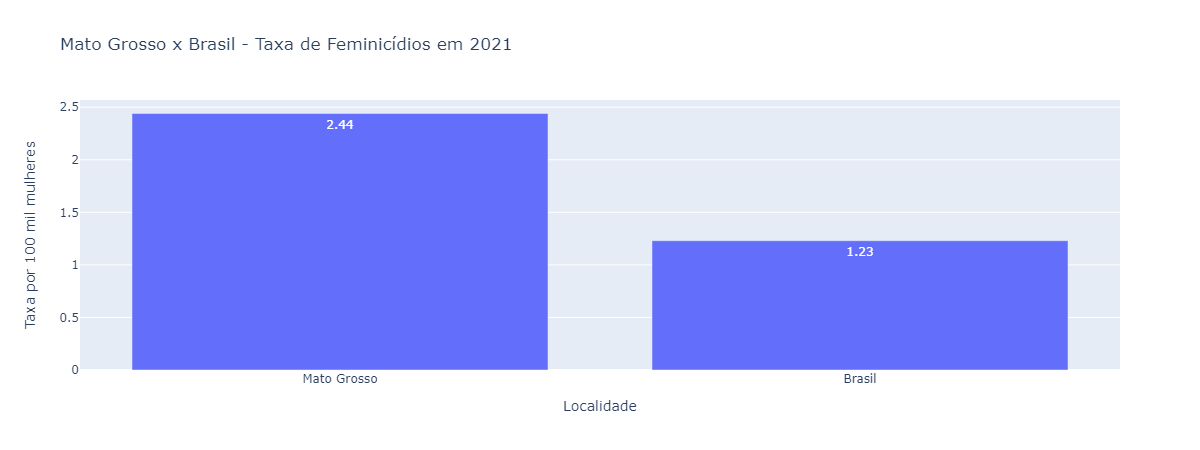 Mato Grosso x Brasil - Taxa de Feminicídios em 2021
Taxa por 100 mil mulheres
2.5
2
1.5
1
0.5
0
2.44
1.23
Mato Grosso
Brasil
Localidade